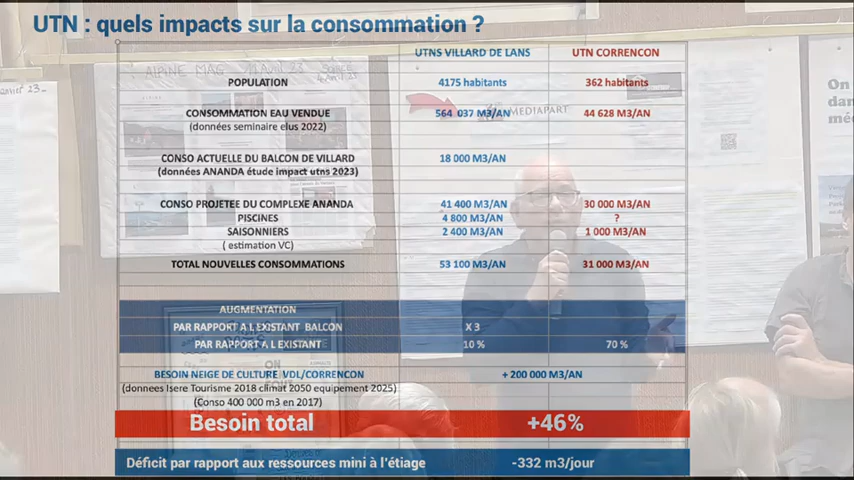 UTN : quels impacts sur la consommation ?
UTNS VILLARD DE LANS UTN CORRENCON
POPULATION 4175 habitants 362 habitants
CONSOMMATION EAU VENDUE 564 037 M3/AN 44 628 M3/AN
(données seminaire elus 2022)
CONSO ACTUELLE DU BALCON DE VILLARD 18 000 M3/AN
(données ANANDA étude impact utns 2023)
CONSO PROJETEE DU COMPLEXE ANANDA 41 400 M3/AN 30 000 M3/AN
PISCINES 4 800 M3/AN ?
SAISONNIERS 2 400 M3/AN 1 000 M3/AN
( estimation VC)
TOTAL NOUVELLES CONSOMMATIONS 53 100 M3/AN 31 000 M3/AN
AUGMENTATION
PAR RAPPORT A L EXISTANT BALCON X 3
PAR RAPPORT A L EXISTANT 10 % 70 %
BESOIN NEIGE DE CULTURE VDL/CORRENCON + 200 000 M3/AN
(donnees Isere Tourisme 2018 climat 2050 equipement 2025)
(Conso 400 000 m3 en 2017)
Besoin total +46%
Déficit par rapport aux ressources mini à l'étiage -332 m3/jour
ALPINE MAG
MEDIAPART
On
dan
mé